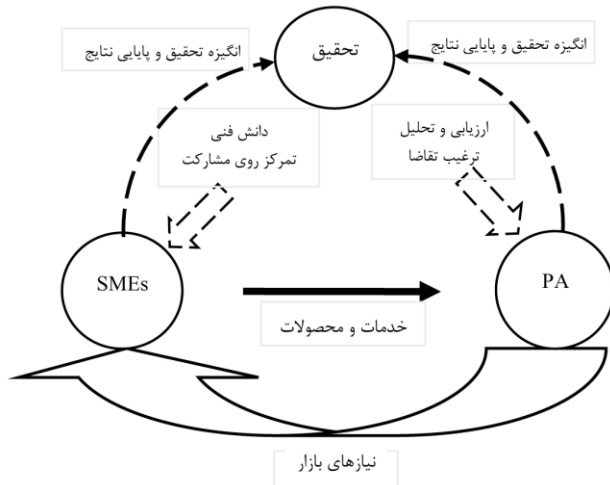 انگیزه تحقیق و پایایی نتایج
تحقیق
انگیزه تحقیق و پایایی نتایج
دانش فنی
تمرکز روی مشارکت
ارزیابی و تحلیل
ترغیب تقاضا
SMEs
PA
خدمات و محصولات
نیازهای بازار